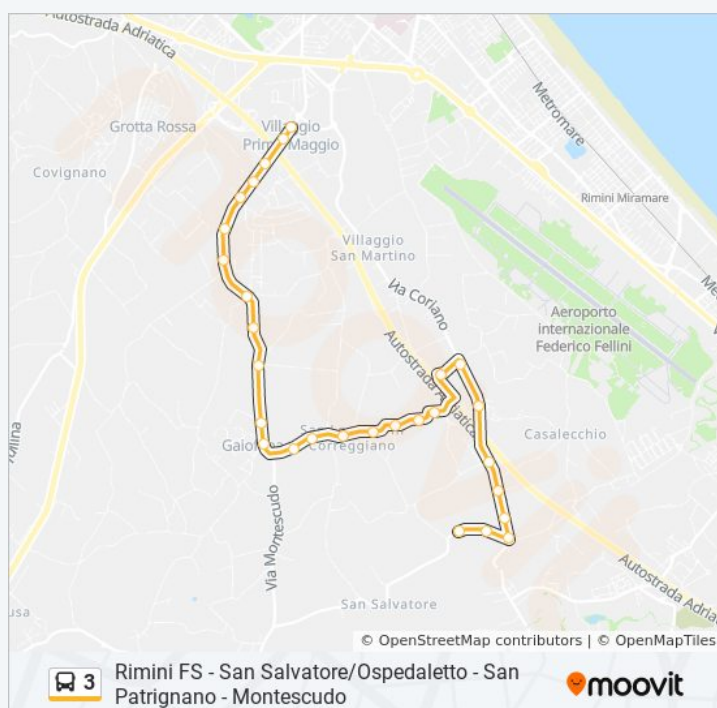 Autostrada Adriatica
Metromare
Grotta Rossa
Villaggio
Primo Maggio
Covignano
Rimini Miramare
Villaggio
San Martino
Via Coriano
Aeroporto
internazionale
Federico Fellini
Autostrada Adriatica
Casalecchio
Correggiano
Via Montescudo
San Salvatore
Autostrada Adriatica
© OpenStreetMap contributors | © OpenMapTiles
3
Rimini FS - San Salvatore/Ospedaletto - San
Patrignano - Montescudo
moovit